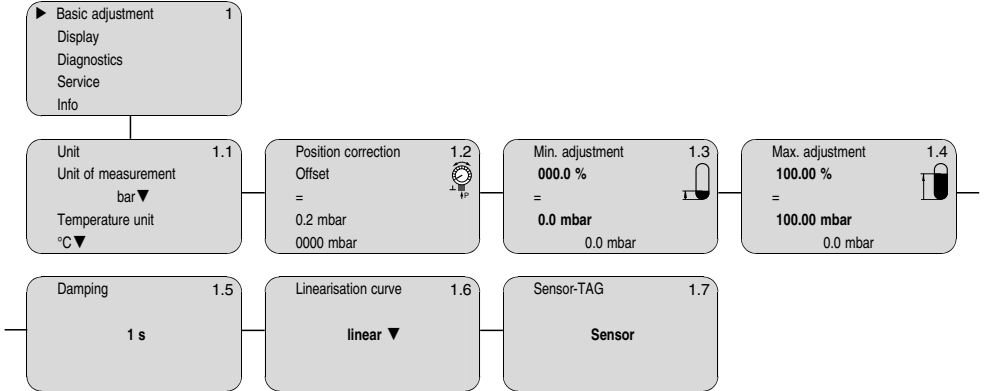 ▶ Basic adjustment 1
Display
Diagnostics
Service
Info
Unit 1.1
Unit of measurement
bar▼
Temperature unit
°C▼
Position correction 1.2
Offset
=
P
0.2 mbar
0000 mbar
Min. adjustment 1.3
000.0 %
=
0.0 mbar
0.0 mbar
Max. adjustment 1.4
100.00 %
=
100.00 mbar
0.0 mbar
Damping 1.5
1 s
Linearisation curve 1.6
linear ▼
Sensor-TAG 1.7
Sensor